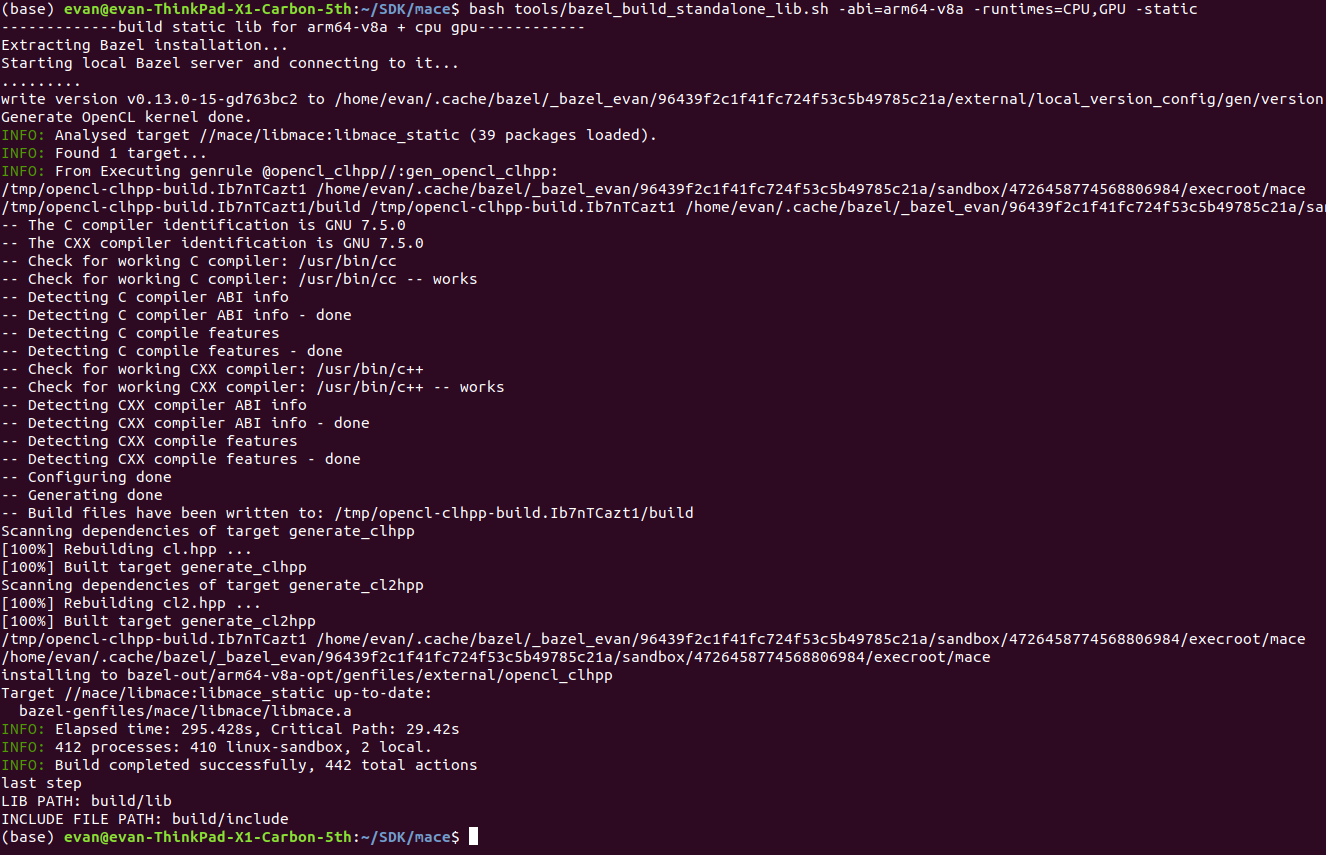 (base) evan@evan-ThinkPad-X1-Carbon-5th:~/SDK/mace$ bash tools/bazel_build_standalone_lib.sh -abi=arm64-v8a -runtimes=CPU,GPU -static
-------------build static lib for arm64-v8a + cpu gpu------------
Extracting Bazel installation...
Starting local Bazel server and connecting to it...
.........
write version v0.13.0-15-gd763bc2 to /home/evan/.cache/bazel/_bazel_evan/96439f2c1f41fc724f53c5b49785c21a/external/local_version_config/gen/version
Generate OpenCL kernel done.
INFO: Analysed target //mace/libmace:libmace_static (39 packages loaded).
INFO: Found 1 target...
INFO: From Executing genrule @opencl_clhpp//:gen_opencl_clhpp:
/tmp/opencl-clhpp-build.Ib7nTCazt1 /home/evan/.cache/bazel/_bazel_evan/96439f2c1f41fc724f53c5b49785c21a/sandbox/4726458774568806984/execroot/mace
/tmp/opencl-clhpp-build.Ib7nTCazt1/build /tmp/opencl-clhpp-build.Ib7nTCazt1 /home/evan/.cache/bazel/_bazel_evan/96439f2c1f41fc724f53c5b49785c21a/sa
-- The C compiler identification is GNU 7.5.0
-- The CXX compiler identification is GNU 7.5.0
-- Check for working C compiler: /usr/bin/cc
-- Check for working C compiler: /usr/bin/cc -- works
-- Detecting C compiler ABI info
-- Detecting C compiler ABI info - done
-- Detecting C compile features
-- Detecting C compile features - done
-- Check for working CXX compiler: /usr/bin/c++
-- Check for working CXX compiler: /usr/bin/c++ -- works
-- Detecting CXX compiler ABI info
-- Detecting CXX compiler ABI info - done
-- Detecting CXX compile features
-- Detecting CXX compile features - done
-- Configuring done
-- Generating done
-- Build files have been written to: /tmp/opencl-clhpp-build.Ib7nTCazt1/build
Scanning dependencies of target generate_clhpp
[100%] Rebuilding cl.hpp ...
[100%] Built target generate_clhpp
Scanning dependencies of target generate_cl2hpp
[100%] Rebuilding cl2.hpp ...
[100%] Built target generate_cl2hpp
/tmp/opencl-clhpp-build.Ib7nTCazt1 /home/evan/.cache/bazel/_bazel_evan/96439f2c1f41fc724f53c5b49785c21a/sandbox/4726458774568806984/execroot/mace
/home/evan/.cache/bazel/_bazel_evan/96439f2c1f41fc724f53c5b49785c21a/sandbox/4726458774568806984/execroot/mace
installing to bazel-out/arm64-v8a-opt/genfiles/external/opencl_clhpp
Target //mace/libmace:libmace_static up-to-date:
  bazel-genfiles/mace/libmace/libmace.a
INFO: Elapsed time: 295.428s, Critical Path: 29.42s
INFO: 412 processes: 410 linux-sandbox, 2 local.
INFO: Build completed successfully, 442 total actions
last step
LIB PATH: build/lib
INCLUDE FILE PATH: build/include
(base) evan@evan-ThinkPad-X1-Carbon-5th:~/SDK/mace$